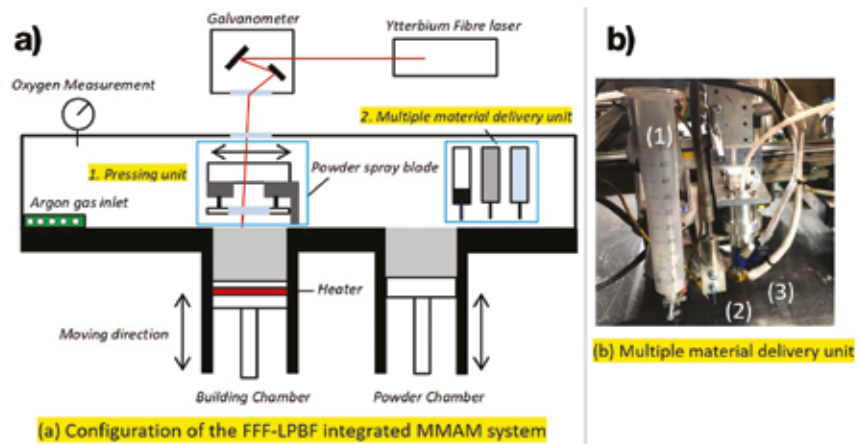 a)
Galvanometer
Ytterbium Fibre laser
Oxygen Measurement
2. Multiple material delivery unit
1. Pressing unit
Powder spray blade
Argon gas inlet
Heater
Moving direction
Building Chamber
Powder Chamber
(a) Configuration of the FFF-LPBF integrated MMAM system
b)
(1)
(2)
(3)
(b) Multiple material delivery unit